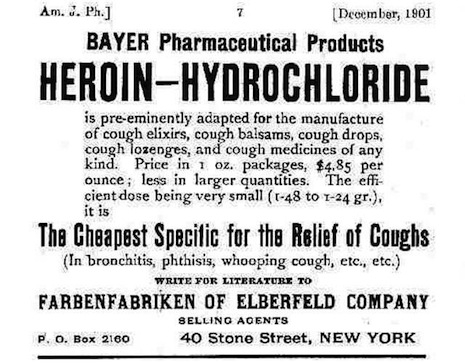 Am. J. Ph.] 7 [December, 1901
BAYER Pharmaceutical Products
HEROIN—HYDROCHLORIDE
is pre-eminently adapted for the manufacture
of cough elixirs, cough balsams, cough drops,
cough lozenges, and cough medicines of any
kind. Price in 1 oz. packages, $4.85 per
ounce; less in larger quantities. The effi-
cient dose being very small (1-48 to 1-24 gr.),
it is
The Cheapest Specific for the Relief of Coughs
(In bronchitis, phthisis, whooping cough, etc., etc.)
WRITE FOR LITERATURE TO
FARBENFABRIKEN OF ELBERFELD COMPANY
SELLING AGENTS
P. O. Box 2160 40 Stone Street, NEW YORK